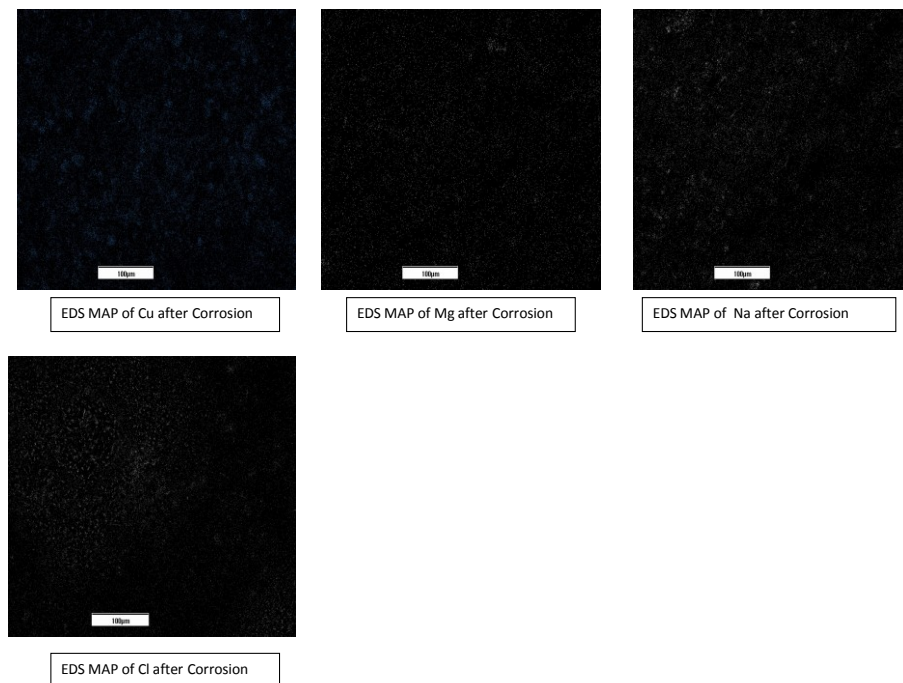 100µm
100µm
100µm
EDS MAP of Cu after Corrosion
EDS MAP of Mg after Corrosion
EDS MAP of  Na after Corrosion
100µm
EDS MAP of Cl after Corrosion